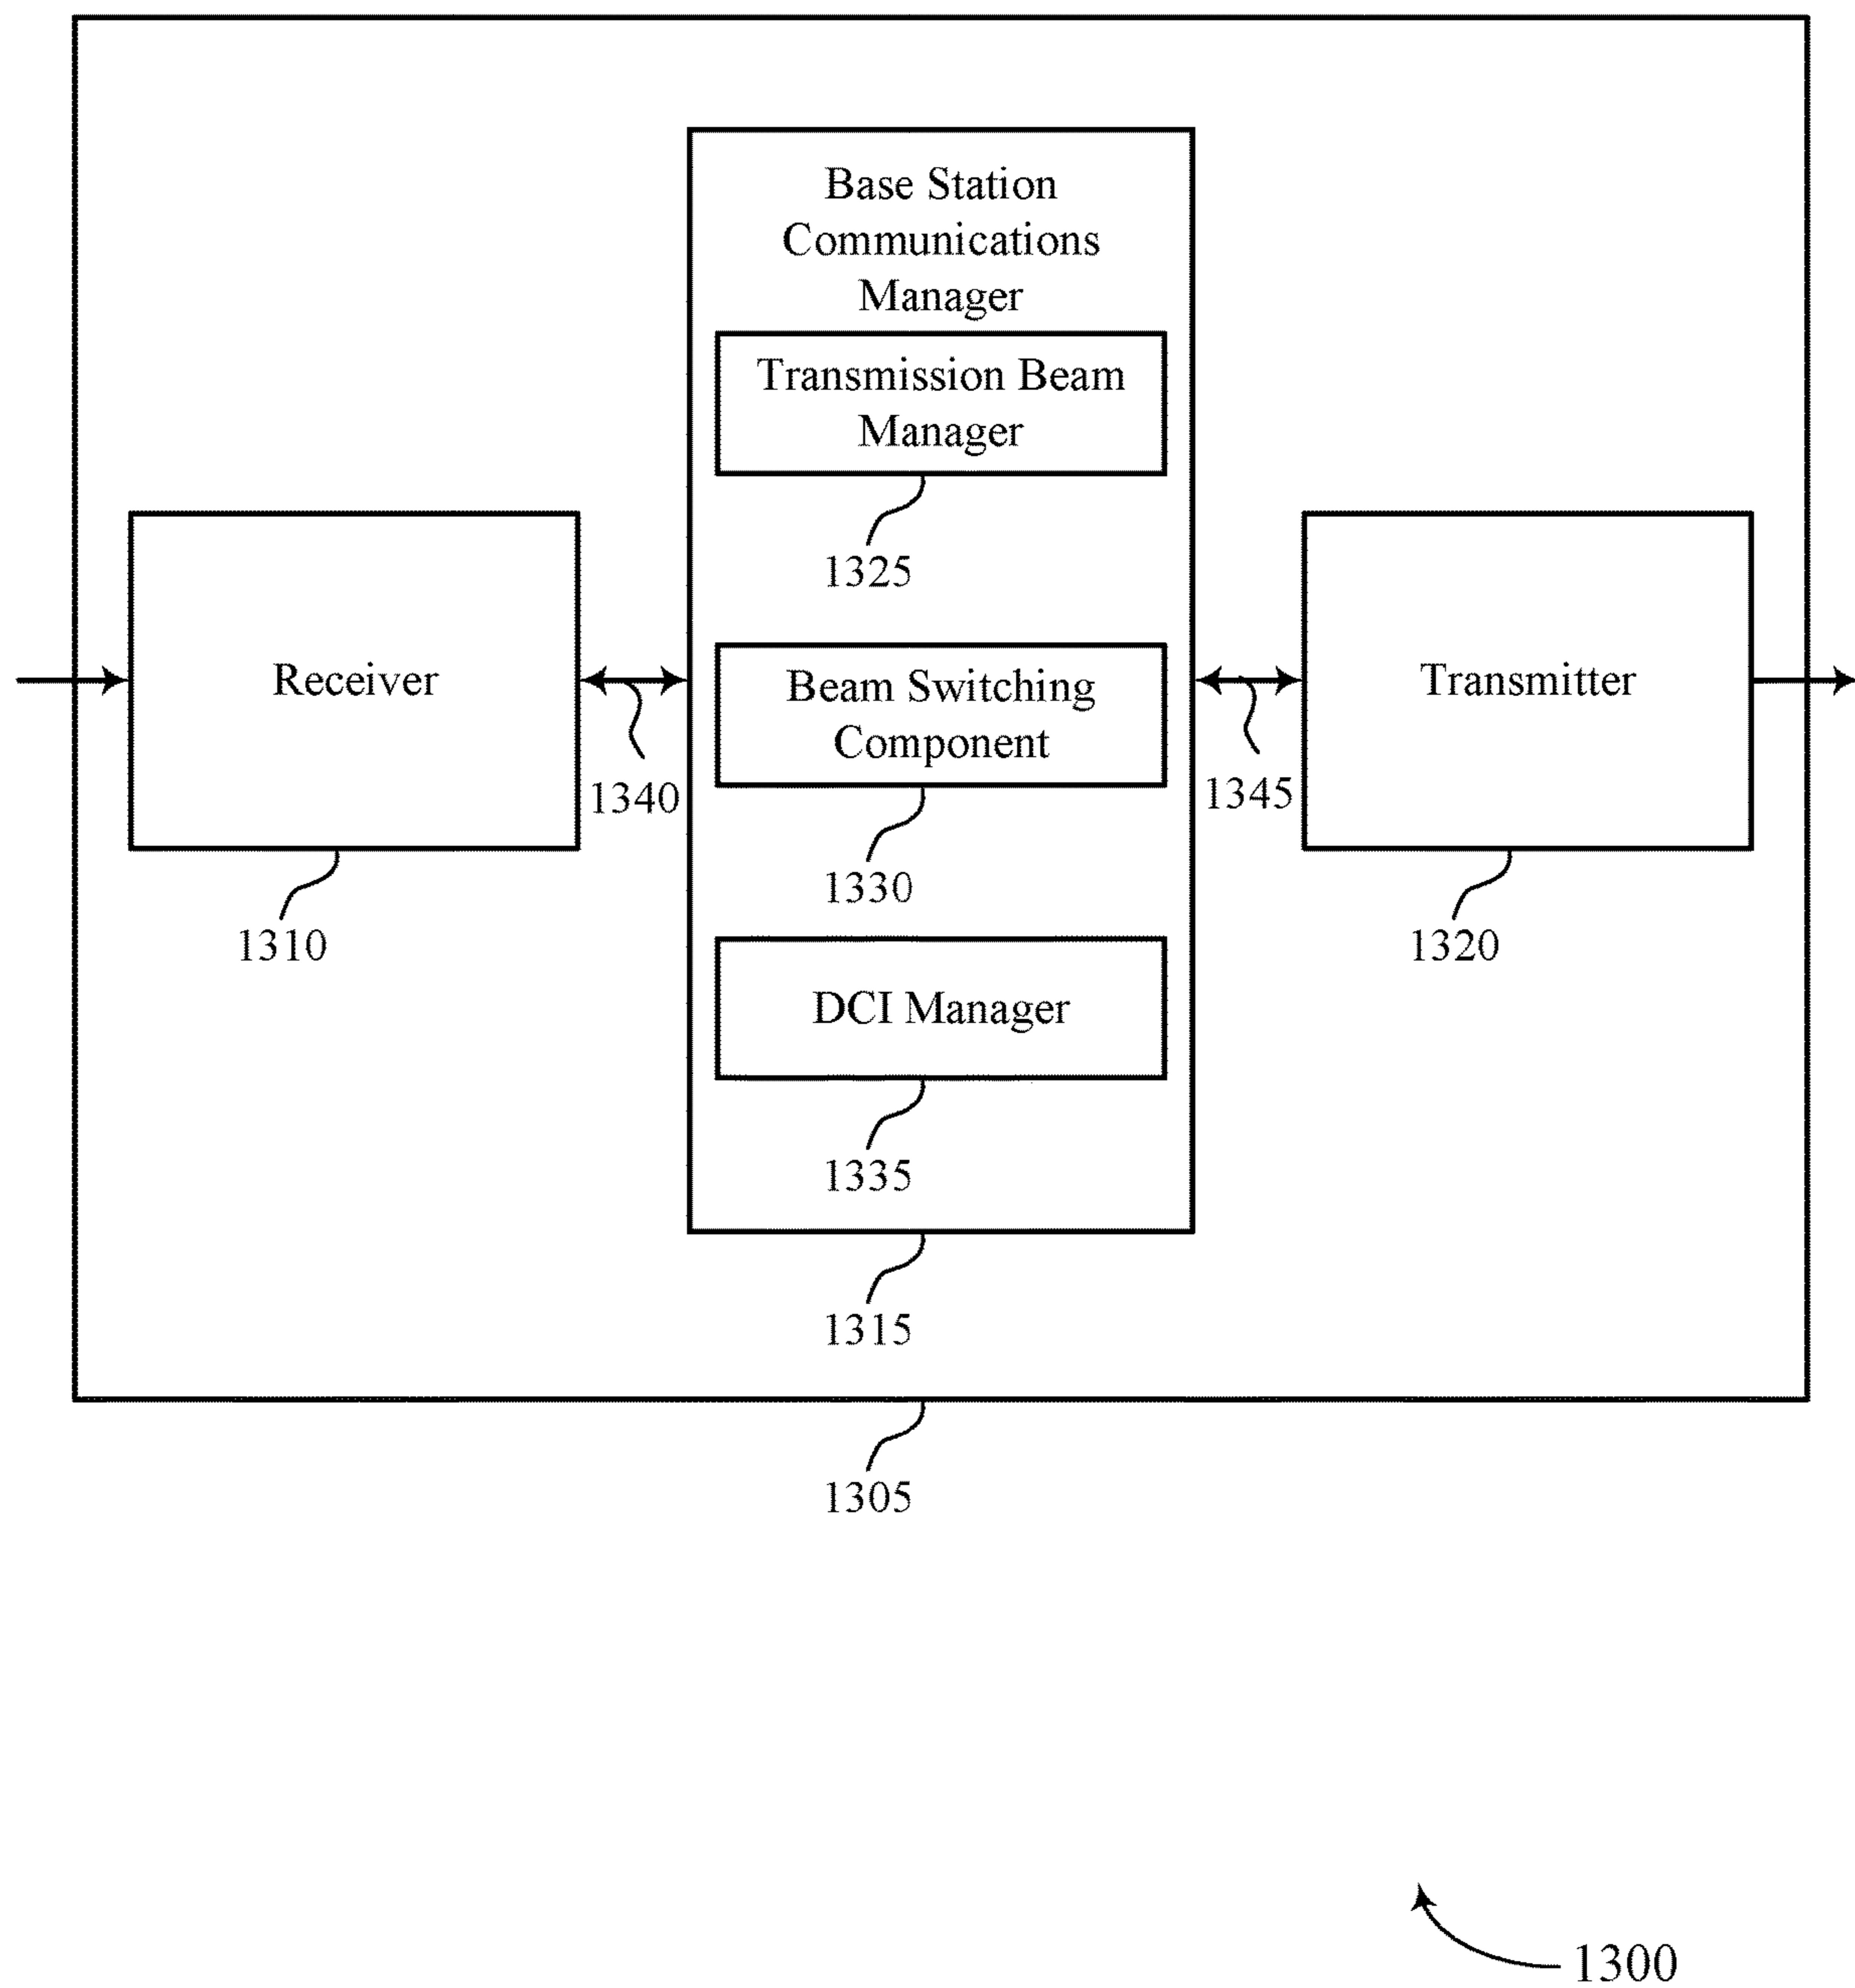 Base Station
Communications
Manager
Transmission Beam
Manager
1325
Receiver
1310
1340
Beam Switching
Component
1330
1345
Transmitter
1320
DCI Manager
1335
1315
1305
1300